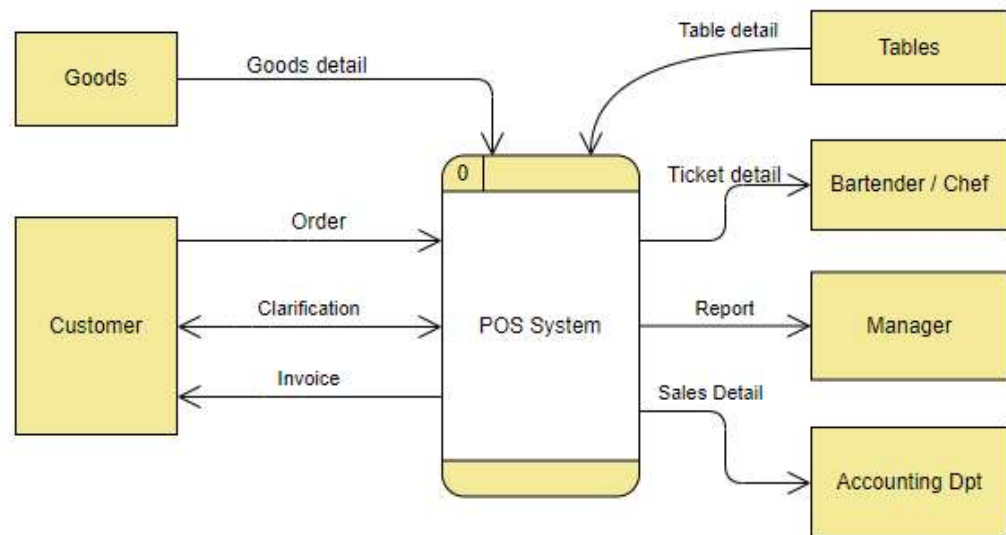 Goods
Goods detail
Table detail
Tables
0
Ticket detail
Bartender / Chef
Order
Customer
Clarification
POS System
Report
Manager
Invoice
Sales Detail
Accounting Dpt